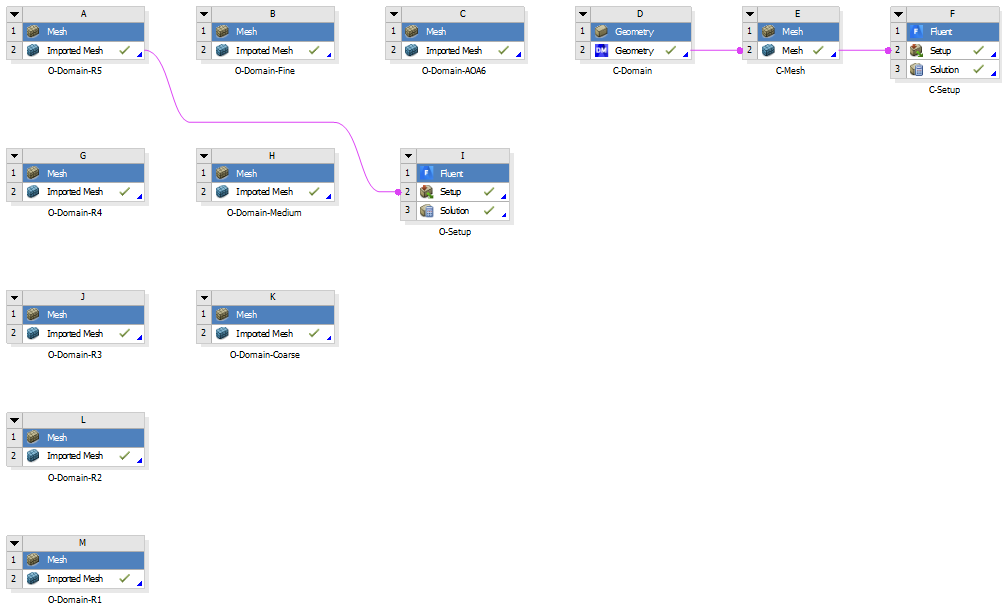 A
1 Mesh
2 Imported Mesh
O-Domain-R5
B
1 Mesh
2 Imported Mesh
O-Domain-Fine
C
1 Mesh
2 Imported Mesh
O-Domain-AOA6
D
1 Geometry
2 DM Geometry
C-Domain
E
1 Mesh
2 Mesh
C-Mesh
F
1 Fluent
2 Setup
3 Solution
C-Setup
G
1 Mesh
2 Imported Mesh
O-Domain-R4
H
1 Mesh
2 Imported Mesh
O-Domain-Medium
I
1 Fluent
2 Setup
3 Solution
O-Setup
J
1 Mesh
2 Imported Mesh
O-Domain-R3
K
1 Mesh
2 Imported Mesh
O-Domain-Coarse
L
1 Mesh
2 Imported Mesh
O-Domain-R2
M
1 Mesh
2 Imported Mesh
O-Domain-R1